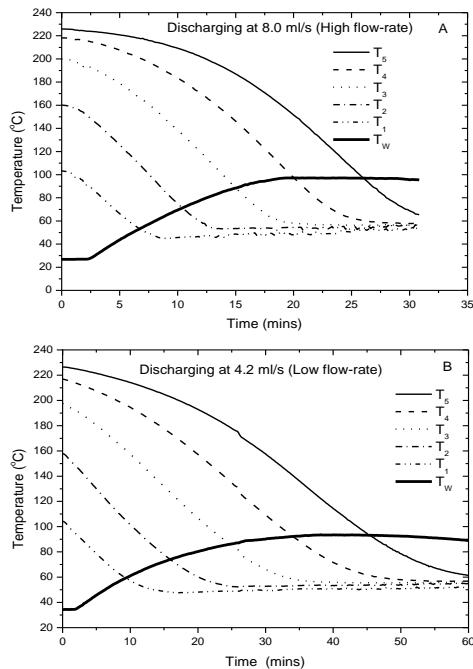 Discharging at 8.0 ml/s (High flow-rate)
A
T5
T4
T3
T2
T1
TW
Temperature (°C)
240
220
200
180
160
140
120
100
80
60
40
20
0
0 5 10 15 20 25 30 35
Time (mins)
Discharging at 4.2 ml/s (Low flow-rate)
B
T5
T4
T3
T2
T1
TW
Temperature (°C)
240
220
200
180
160
140
120
100
80
60
40
20
0 10 20 30 40 50 60
Time (mins)